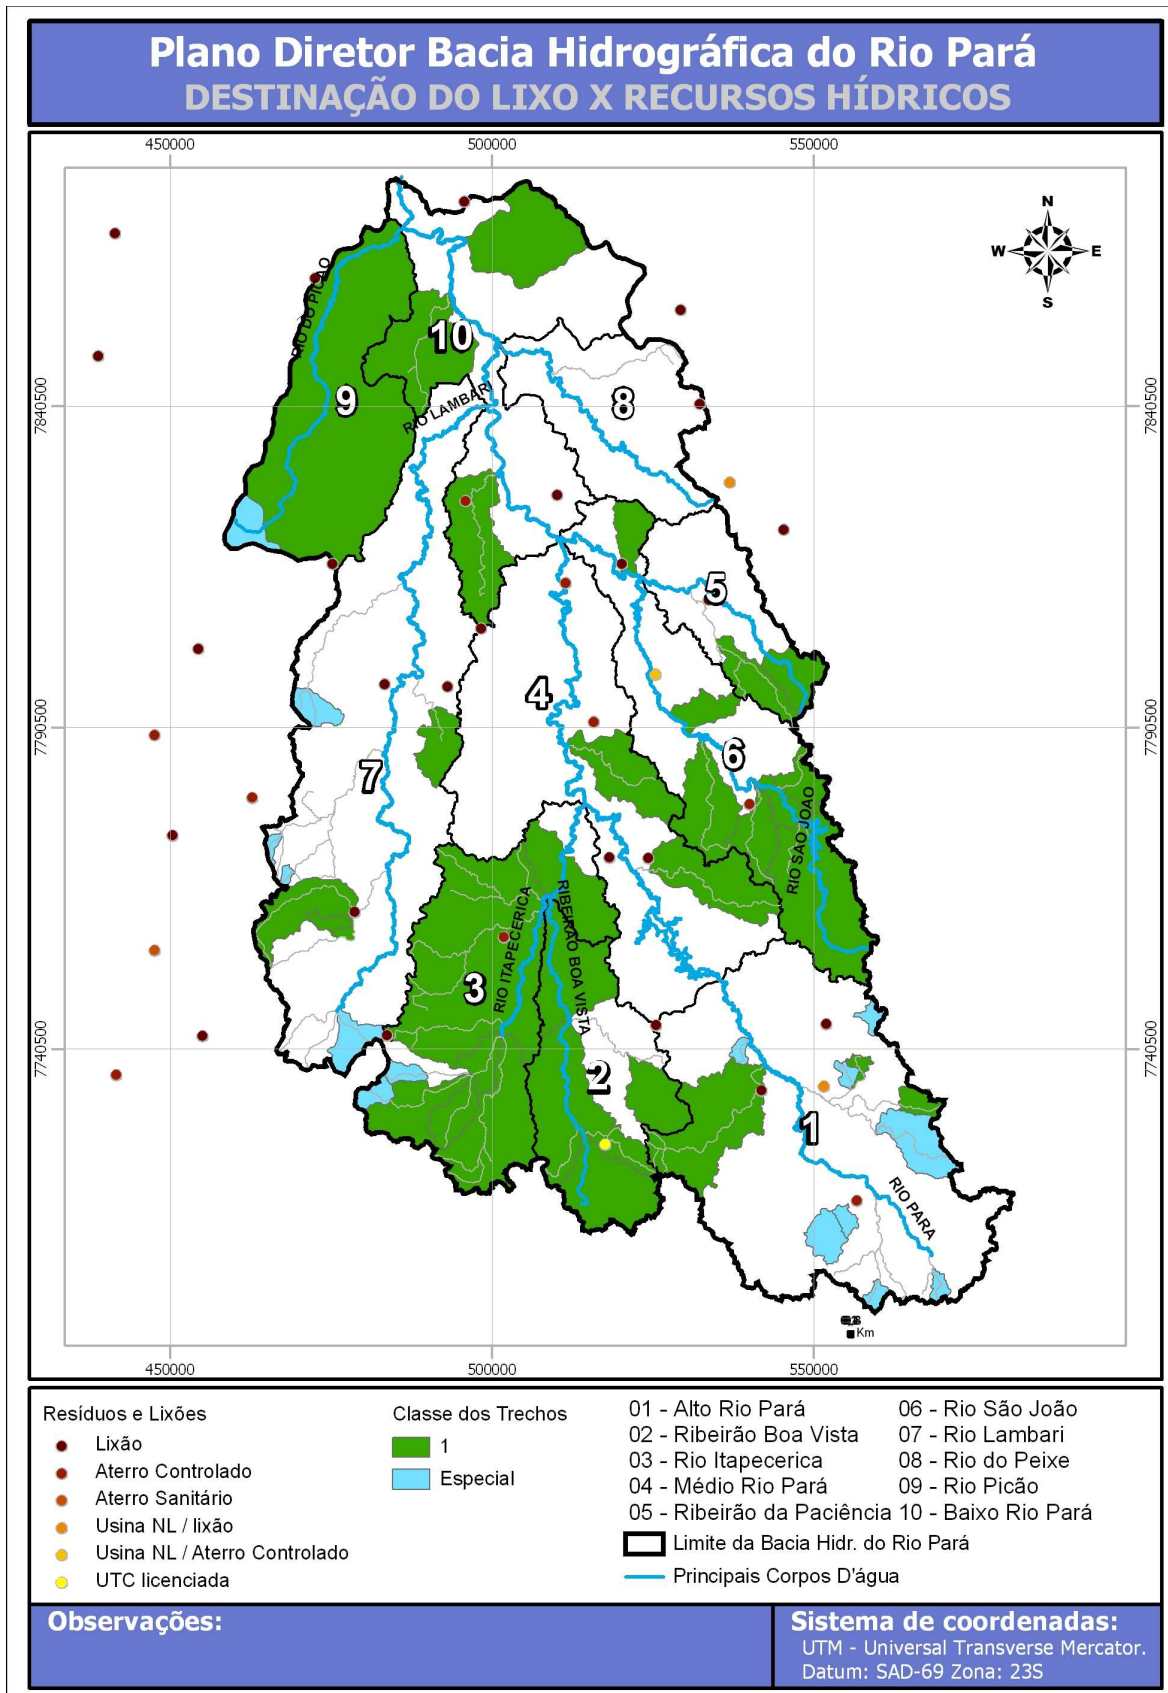 Plano Diretor Bacia Hidrográfica do Rio Pará
DESTINAÇÃO DO LIXO X RECURSOS HÍDRICOS
450000 500000 550000
N
W E
S
RIO DO PICÃO
10
9
8
RIO LAMBARI
7840500 7840500
5
4
6
7790500 7790500
7
RIO SÃO JOÃO
RIO ITAPECERICA
RIBEIRÃO BOA VISTA
3
7740500 7740500
2
1
RIO PARA
Km
450000 500000 550000
Resíduos e Lixões
Lixão
Aterro Controlado
Aterro Sanitário
Usina NL / lixão
Usina NL / Aterro Controlado
UTC licenciada
Classe dos Trechos
1
Especial
01 - Alto Rio Pará
02 - Ribeirão Boa Vista
03 - Rio Itapecerica
04 - Médio Rio Pará
05 - Ribeirão da Paciência
06 - Rio São João
07 - Rio Lambari
08 - Rio do Peixe
09 - Rio Picão
10 - Baixo Rio Pará
Limite da Bacia Hidr. do Rio Pará
Principais Corpos D'água
Observações:
Sistema de coordenadas:
UTM - Universal Transverse Mercator.
Datum: SAD-69 Zona: 23S